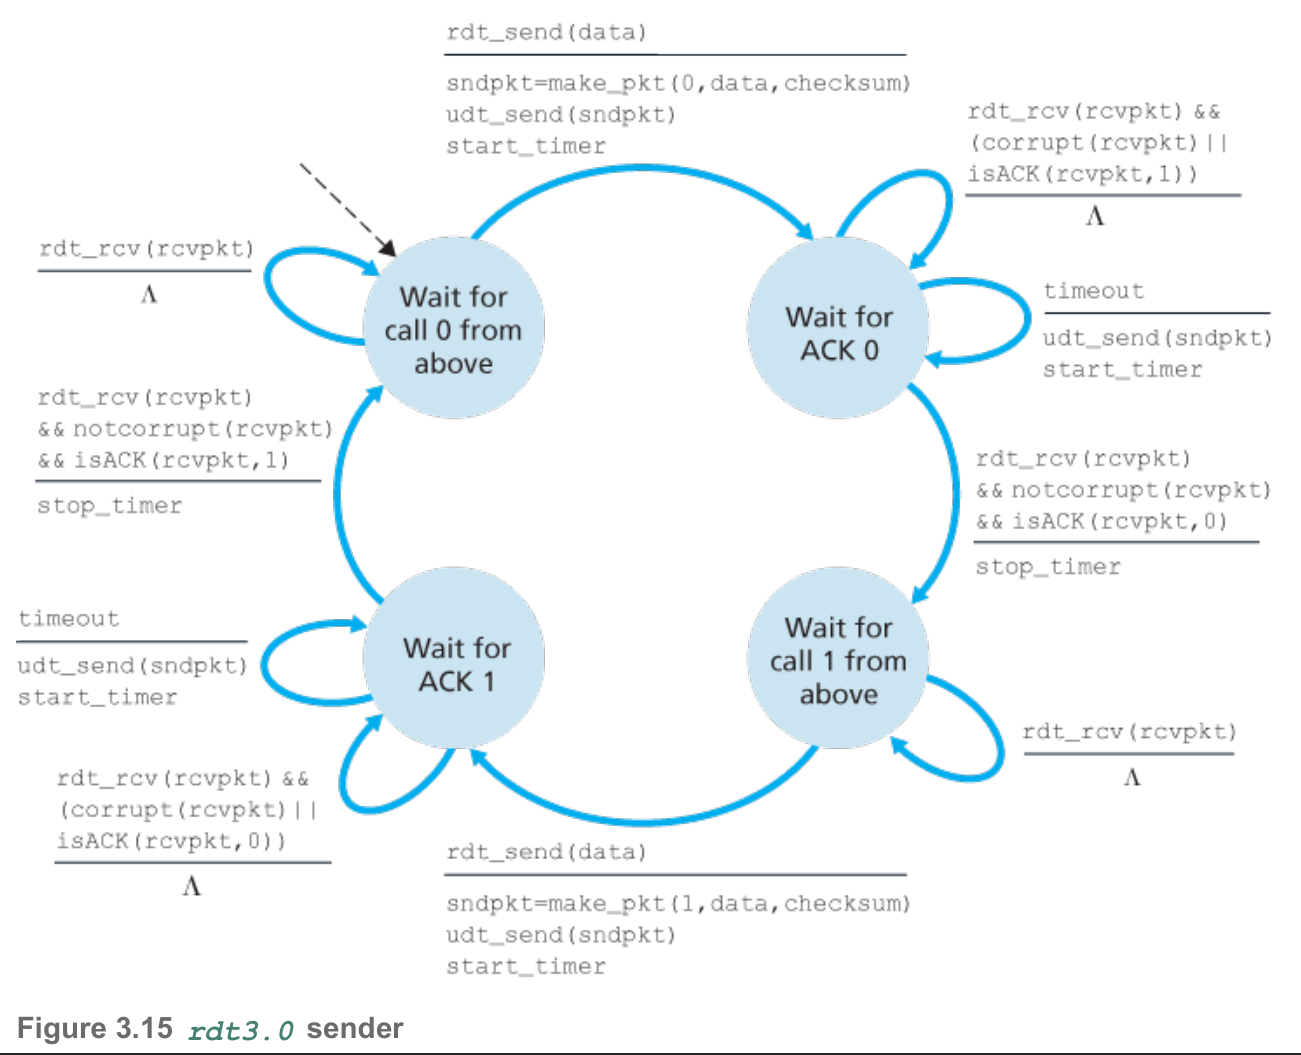 rdt_send(data)
sndpkt=make_pkt(0,data,checksum)
udt_send(sndpkt)
start_timer
rdt_rcv(rcvpkt) &&
(corrupt(rcvpkt)||
isACK(rcvpkt,1))
Λ
rdt_rcv(rcvpkt)
Λ
Wait for
call 0 from
above
Wait for
ACK 0
timeout
udt_send(sndpkt)
start_timer
rdt_rcv(rcvpkt)
&& notcorrupt(rcvpkt)
&& isACK(rcvpkt,1)
stop_timer
rdt_rcv(rcvpkt)
&& notcorrupt(rcvpkt)
&& isACK(rcvpkt,0)
stop_timer
timeout
udt_send(sndpkt)
start_timer
Wait for
ACK 1
Wait for
call 1 from
above
rdt_rcv(rcvpkt)
Λ
rdt_rcv(rcvpkt) &&
(corrupt(rcvpkt)||
isACK(rcvpkt,0))
Λ
rdt_send(data)
sndpkt=make_pkt(1,data,checksum)
udt_send(sndpkt)
start_timer
Figure 3.15 rdt3.0 sender